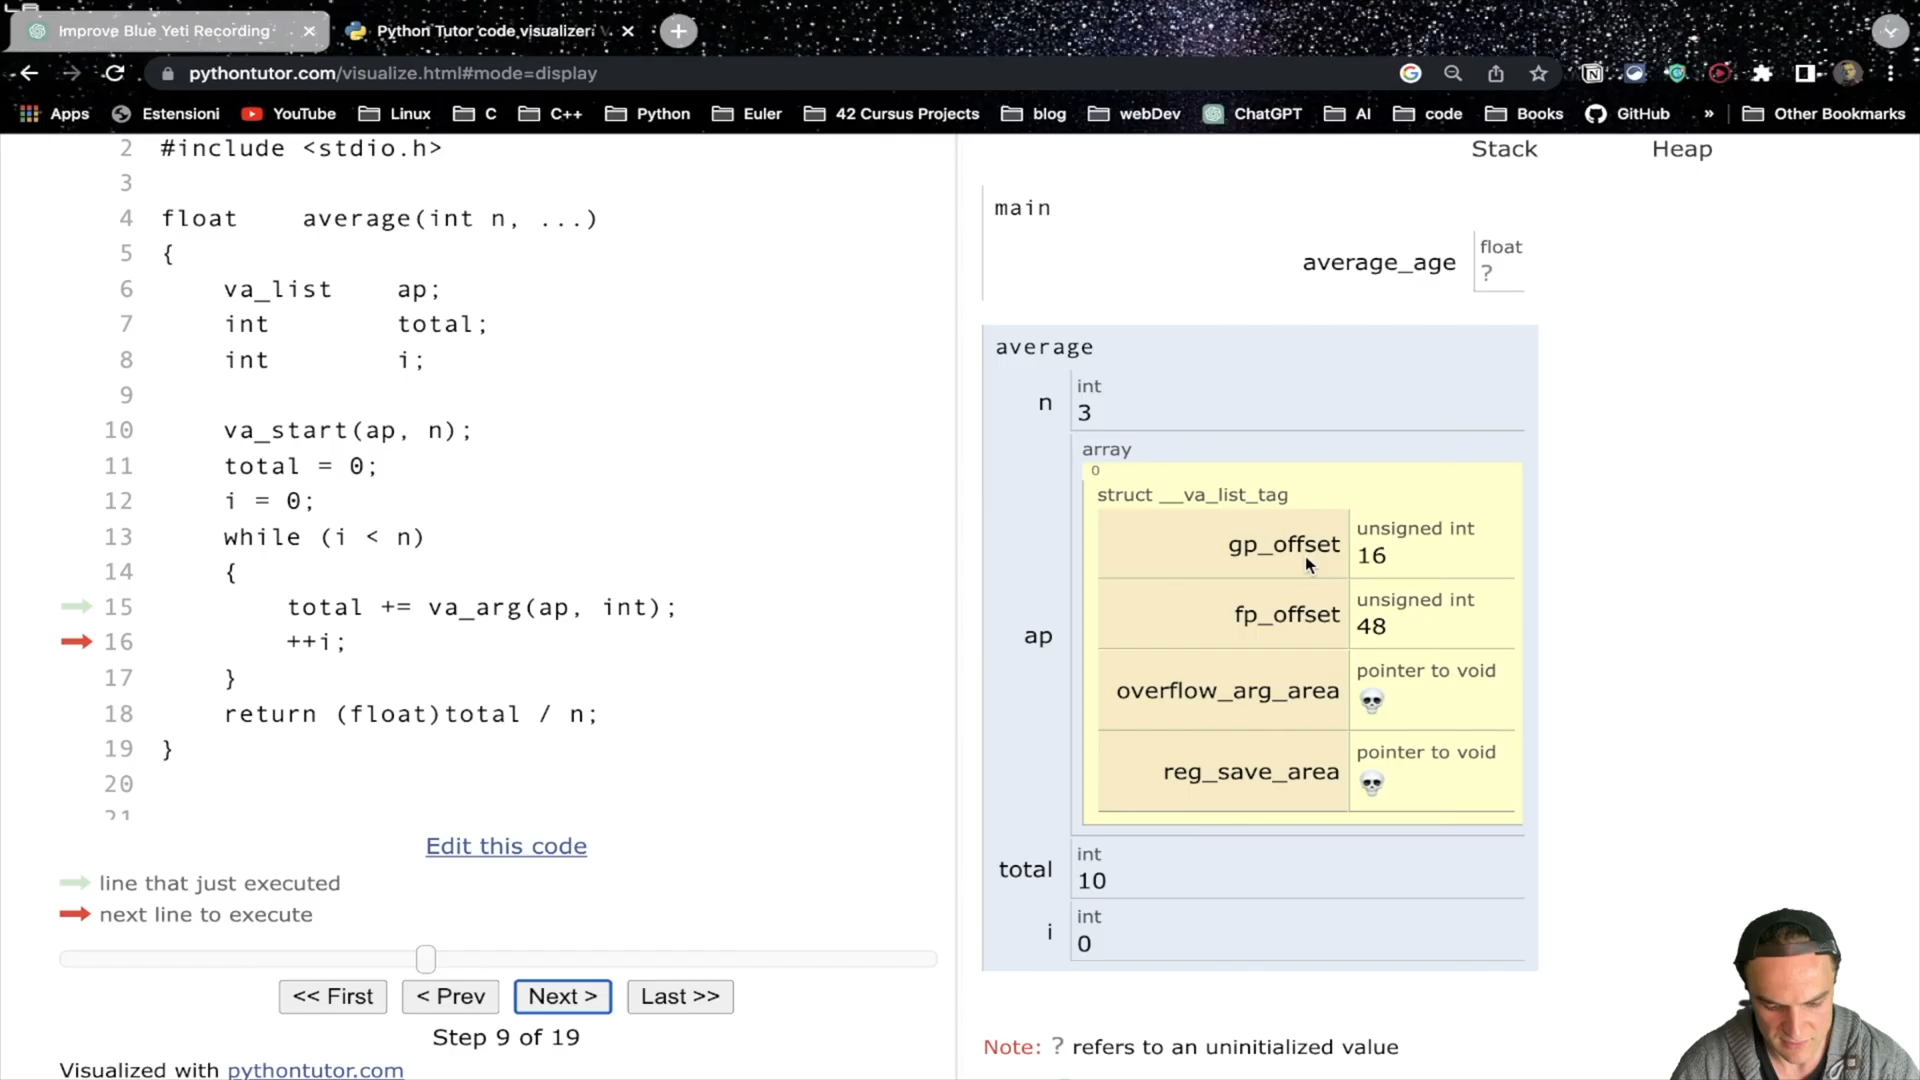 Improve Blue Yeti Recording
Python Tutor code visualizer: V
pythontutor.com/visualize.html#mode=display
Apps
Estensioni
YouTube
Linux
C
C++
Python
Euler
42 Cursus Projects
blog
webDev
ChatGPT
AI
code
Books
GitHub
»
Other Bookmarks
2 #include <stdio.h>
3
4 float average(int n, ...)
5 {
6 va_list ap;
7 int total;
8 int i;
9
10 va_start(ap, n);
11 total = 0;
12 i = 0;
13 while (i < n)
14 {
15 total += va_arg(ap, int);
16 ++i;
17 }
18 return (float)total / n;
19 }
20
21
Edit this code
line that just executed
next line to execute
<< First
< Prev
Next >
Last >>
Step 9 of 19
Visualized with pythontutor.com
Stack
Heap
main
average_age
float
?
average
n
int
3
ap
array
0
struct __va_list_tag
gp_offset
unsigned int
16
fp_offset
unsigned int
48
overflow_arg_area
pointer to void
reg_save_area
pointer to void
total
int
10
i
int
0
Note: ? refers to an uninitialized value